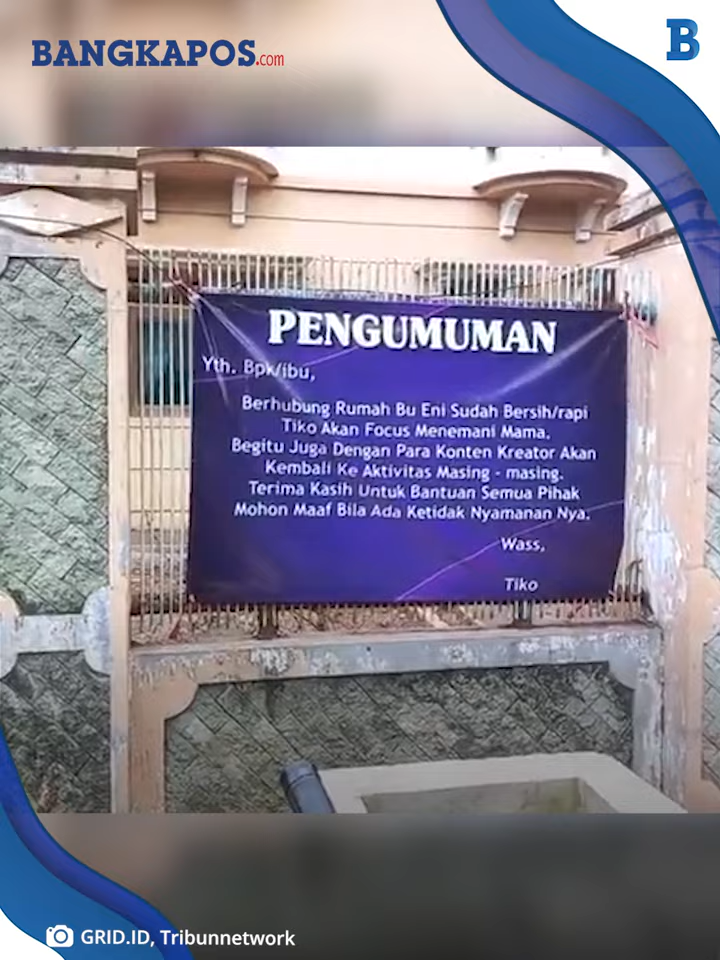 BANGKAPOS.com
B
PENGUMUMAN
Yth. Bpk/ibu,
Berhubung Rumah Bu Eni Sudah Bersih/rapi
Tiko Akan Focus Menemani Mama.
Begitu Juga Dengan Para Konten Kreator Akan
Kembali Ke Aktivitas Masing - masing.
Terima Kasih Untuk Bantuan Semua Pihak
Mohon Maaf Bila Ada Ketidak Nyamanan Nya.
Wass,
Tiko
GRID.ID, Tribunnetwork